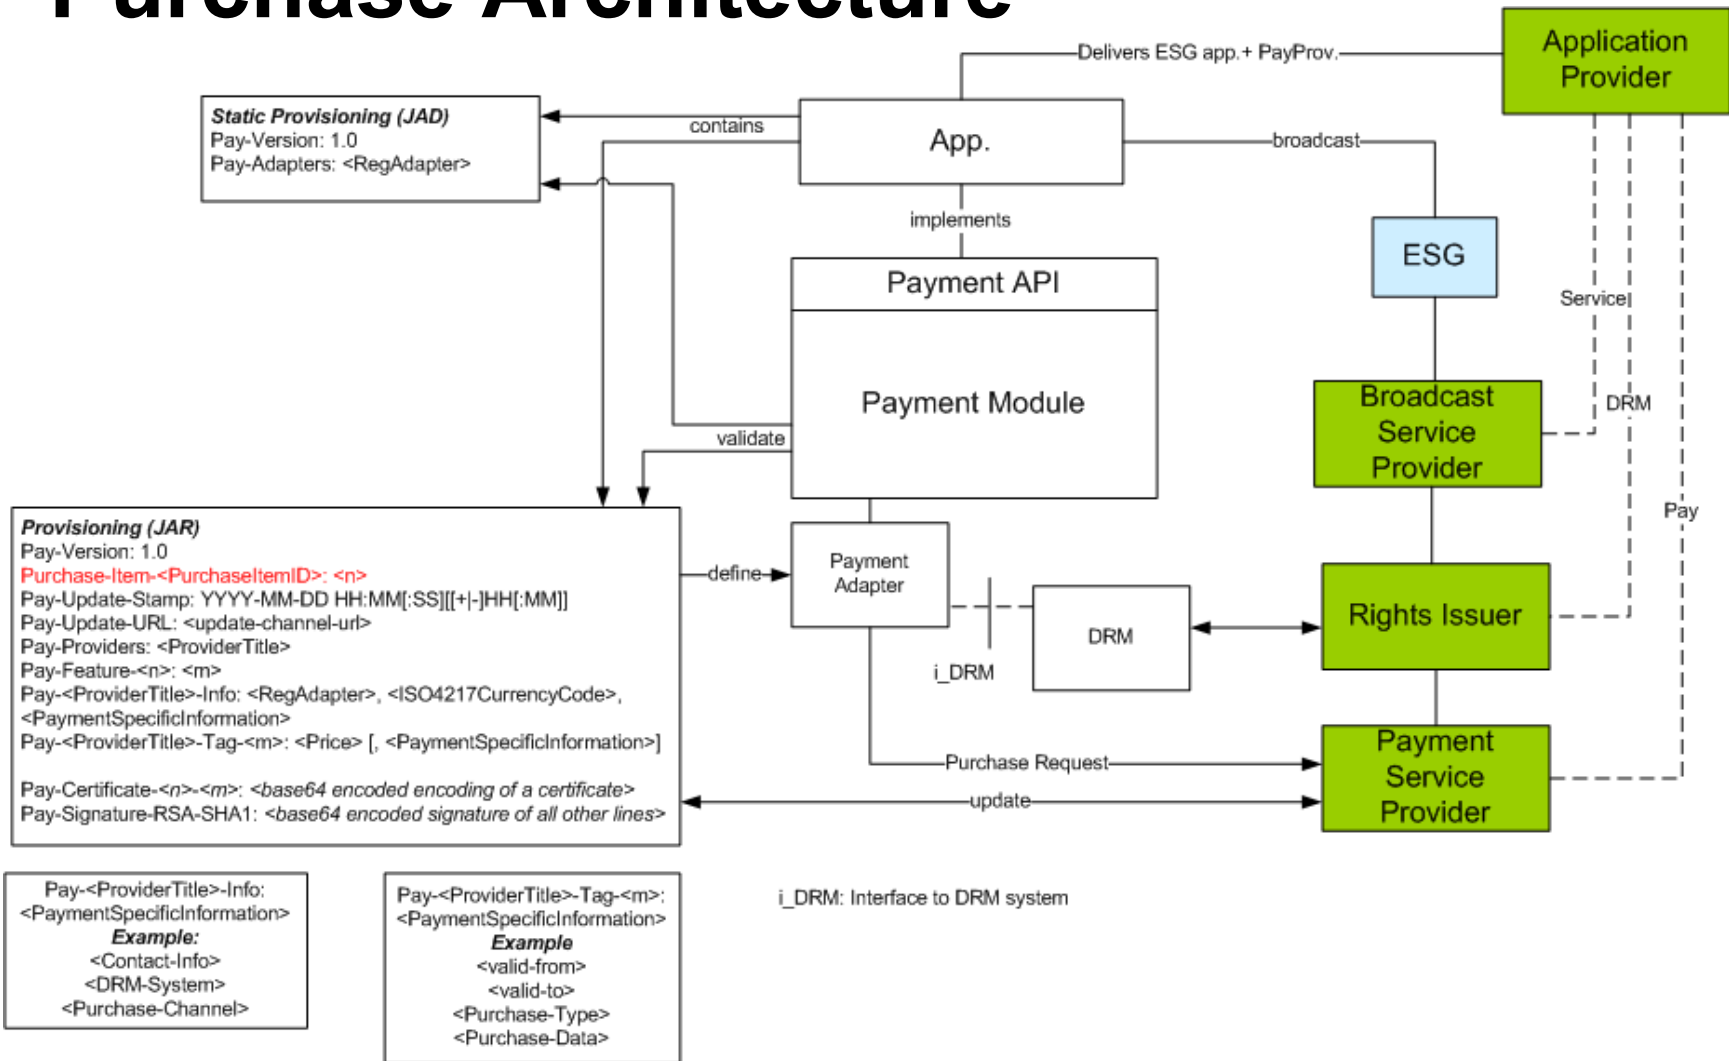 Purchase Architecture
Application
Provider
Delivers ESG app.+ PayProv.
Static Provisioning (JAD)
Pay-Version: 1.0
Pay-Adapters: <RegAdapter>
contains
App.
broadcast
implements
ESG
Payment API
Service
Payment Module
Broadcast
Service
Provider
DRM
validate
Pay
Provisioning (JAR)
Pay-Version: 1.0
Purchase-Item-<PurchaseItemID>: <n>
Pay-Update-Stamp: YYYY-MM-DD HH:MM[:SS][[+|-]HH[:MM]]
Pay-Update-URL: <update-channel-url>
Pay-Providers: <ProviderTitle>
Pay-Feature-<n>: <m>
Pay-<ProviderTitle>-Info: <RegAdapter>, <ISO4217CurrencyCode>,
<PaymentSpecificInformation>
Pay-<ProviderTitle>-Tag-<m>: <Price> [, <PaymentSpecificInformation>]
Pay-Certificate-<n>-<m>: <base64 encoded encoding of a certificate>
Pay-Signature-RSA-SHA1: <base64 encoded signature of all other lines>
define
Payment
Adapter
i_DRM
DRM
Rights Issuer
Purchase Request
update
Payment
Service
Provider
Pay-<ProviderTitle>-Info:
<PaymentSpecificInformation>
Example:
<Contact-Info>
<DRM-System>
<Purchase-Channel>
Pay-<ProviderTitle>-Tag-<m>:
<PaymentSpecificInformation>
Example
<valid-from>
<valid-to>
<Purchase-Type>
<Purchase-Data>
i_DRM: Interface to DRM system